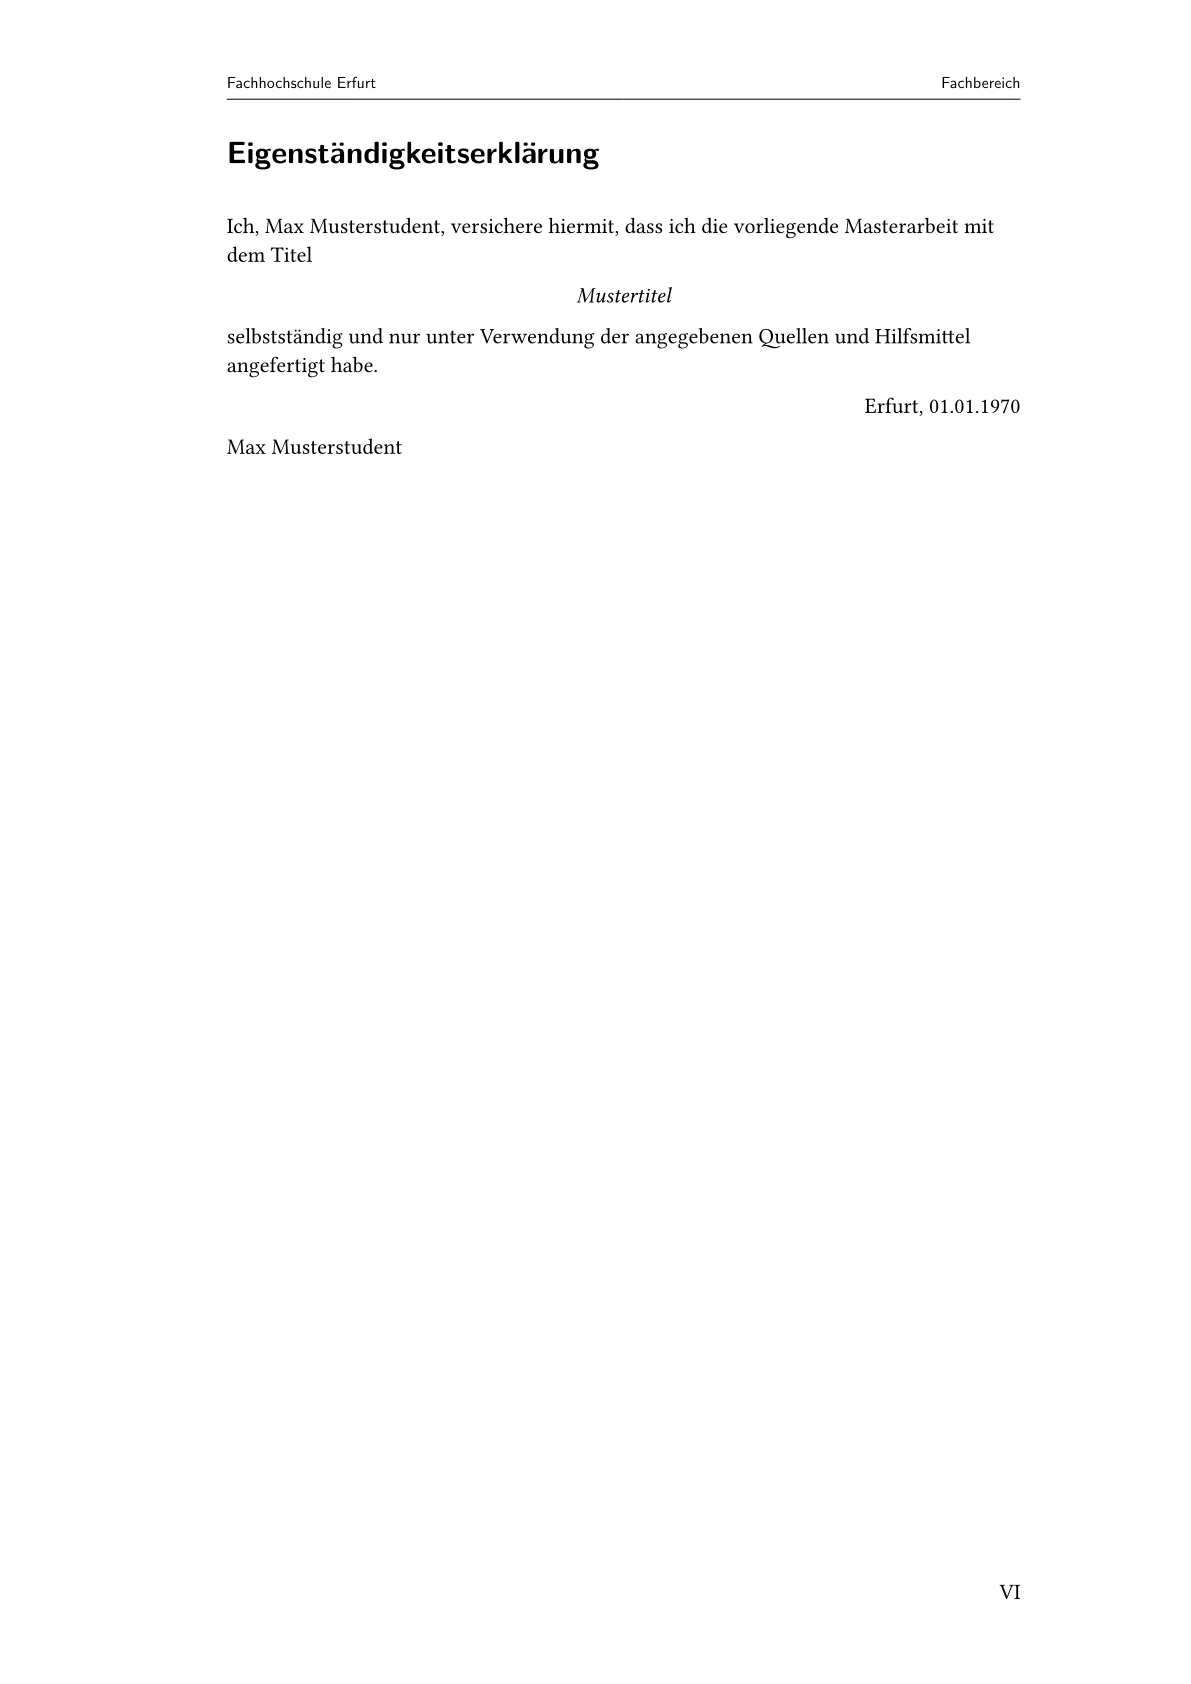 Fachhochschule Erfurt Fachbereich
Eigenständigkeitserklärung
Ich, Max Musterstudent, versichere hiermit, dass ich die vorliegende Masterarbeit mit
dem Titel
Mustertitel
selbstständig und nur unter Verwendung der angegebenen Quellen und Hilfsmittel
angefertigt habe.
Erfurt, 01.01.1970
Max Musterstudent
VI